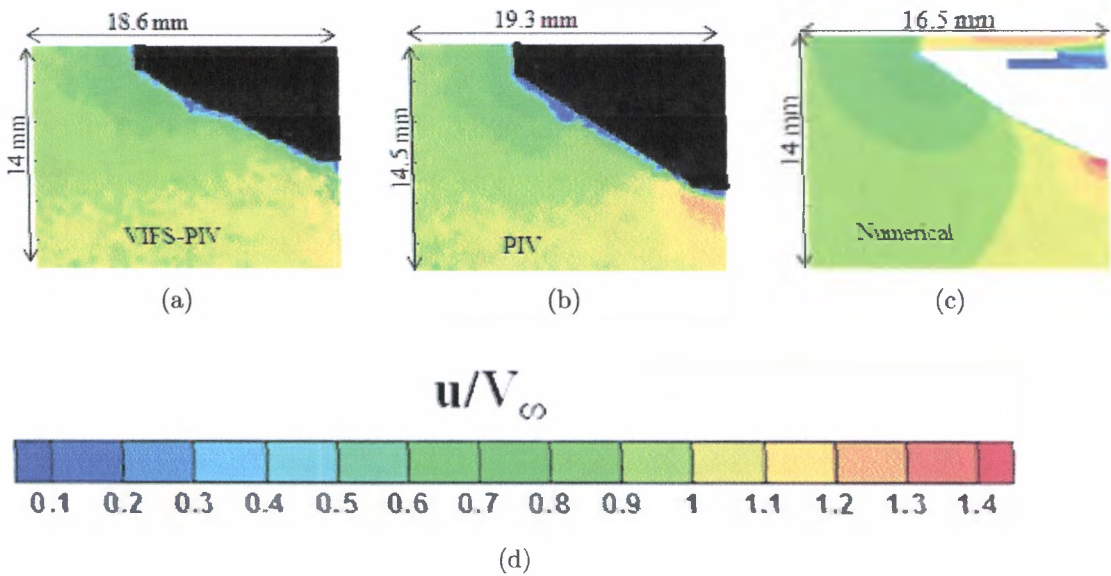 18.6 mm
19.3 mm
16.5 mm
14 mm
14.5 mm
14 mm
VIFS-PIV
PIV
Numerical
(a)
(b)
(c)
u/V∞
0.1 0.2 0.3 0.4 0.5 0.6 0.7 0.8 0.9 1 1.1 1.2 1.3 1.4
(d)